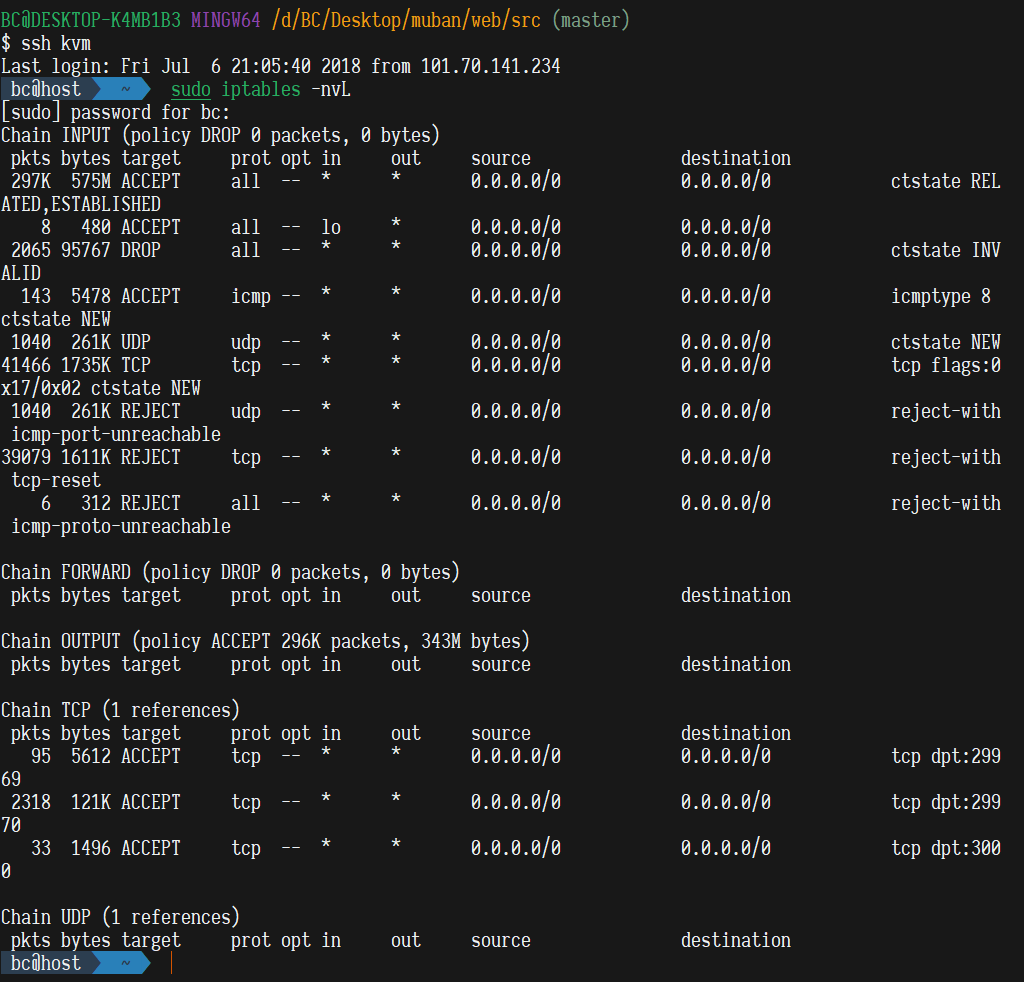 BC@DESKTOP-K4MB1B3 MINGW64 /d/BC/Desktop/muban/web/src (master)
$ ssh kvm
Last login: Fri Jul  6 21:05:40 2018 from 101.70.141.234
 bc@host  ~  sudo iptables -nvL
[sudo] password for bc:
Chain INPUT (policy DROP 0 packets, 0 bytes)
 pkts bytes target     prot opt in     out     source               destination
 297K  575M ACCEPT     all  --  *      *       0.0.0.0/0            0.0.0.0/0            ctstate REL
ATED,ESTABLISHED
    8   480 ACCEPT     all  --  lo     *       0.0.0.0/0            0.0.0.0/0
 2065 95767 DROP       all  --  *      *       0.0.0.0/0            0.0.0.0/0            ctstate INV
ALID
  143  5478 ACCEPT     icmp --  *      *       0.0.0.0/0            0.0.0.0/0            icmptype 8
ctstate NEW
 1040  261K UDP        udp  --  *      *       0.0.0.0/0            0.0.0.0/0            ctstate NEW
41466 1735K TCP        tcp  --  *      *       0.0.0.0/0            0.0.0.0/0            tcp flags:0
x17/0x02 ctstate NEW
 1040  261K REJECT     udp  --  *      *       0.0.0.0/0            0.0.0.0/0            reject-with
 icmp-port-unreachable
39079 1611K REJECT     tcp  --  *      *       0.0.0.0/0            0.0.0.0/0            reject-with
 tcp-reset
    6   312 REJECT     all  --  *      *       0.0.0.0/0            0.0.0.0/0            reject-with
 icmp-proto-unreachable

Chain FORWARD (policy DROP 0 packets, 0 bytes)
 pkts bytes target     prot opt in     out     source               destination

Chain OUTPUT (policy ACCEPT 296K packets, 343M bytes)
 pkts bytes target     prot opt in     out     source               destination

Chain TCP (1 references)
 pkts bytes target     prot opt in     out     source               destination
   95  5612 ACCEPT     tcp  --  *      *       0.0.0.0/0            0.0.0.0/0            tcp dpt:299
69
 2318  121K ACCEPT     tcp  --  *      *       0.0.0.0/0            0.0.0.0/0            tcp dpt:299
70
   33  1496 ACCEPT     tcp  --  *      *       0.0.0.0/0            0.0.0.0/0            tcp dpt:300
0

Chain UDP (1 references)
 pkts bytes target     prot opt in     out     source               destination
 bc@host  ~